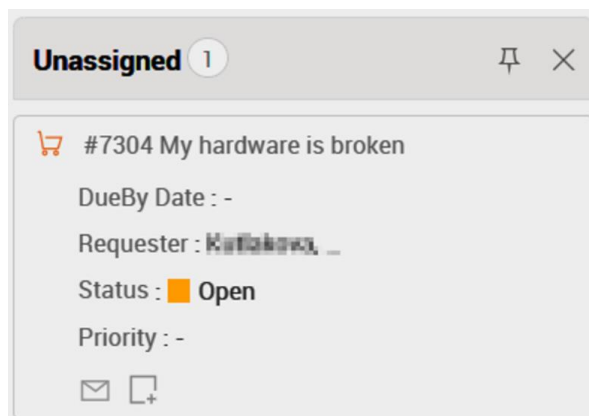 Unassigned 1
#7304 My hardware is broken
DueBy Date : -
Requester :
Status : Open
Priority : -